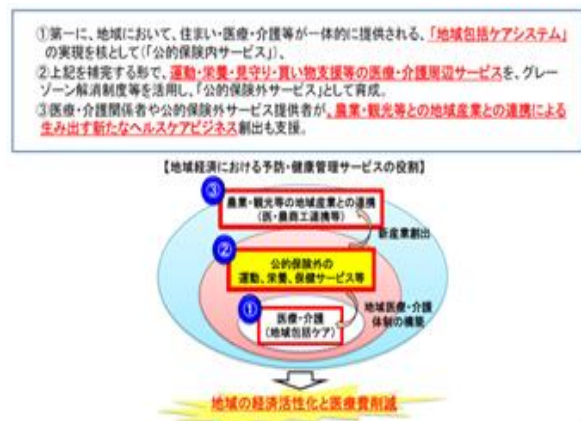 ①第一に、地域において、住まい・医療・介護等が一体的に提供される、「地域包括ケアシステム」
の実現を核として(「公的保険内サービス」)、
②上記を補完する形で、運動・栄養・見守り・買い物支援等の医療・介護周辺サービスを、グレー
ゾーン解消制度等を活用し、「公的保険外サービス」として育成。
③医療・介護関係者や公的保険外サービス提供者が、農業・観光等との地域産業との連携による
生み出す新たなヘルスケアビジネス創出も支援。
【地域経済における予防・健康管理サービスの役割】
③
農業・観光等の地域産業との連携
(医・農商工連携等)
新産業創出
②
公的保険外の
運動、栄養、保健サービス等
①
医療・介護
(地域包括ケア)
地域医療・介護
体制の構築
地域の経済活性化と医療費削減